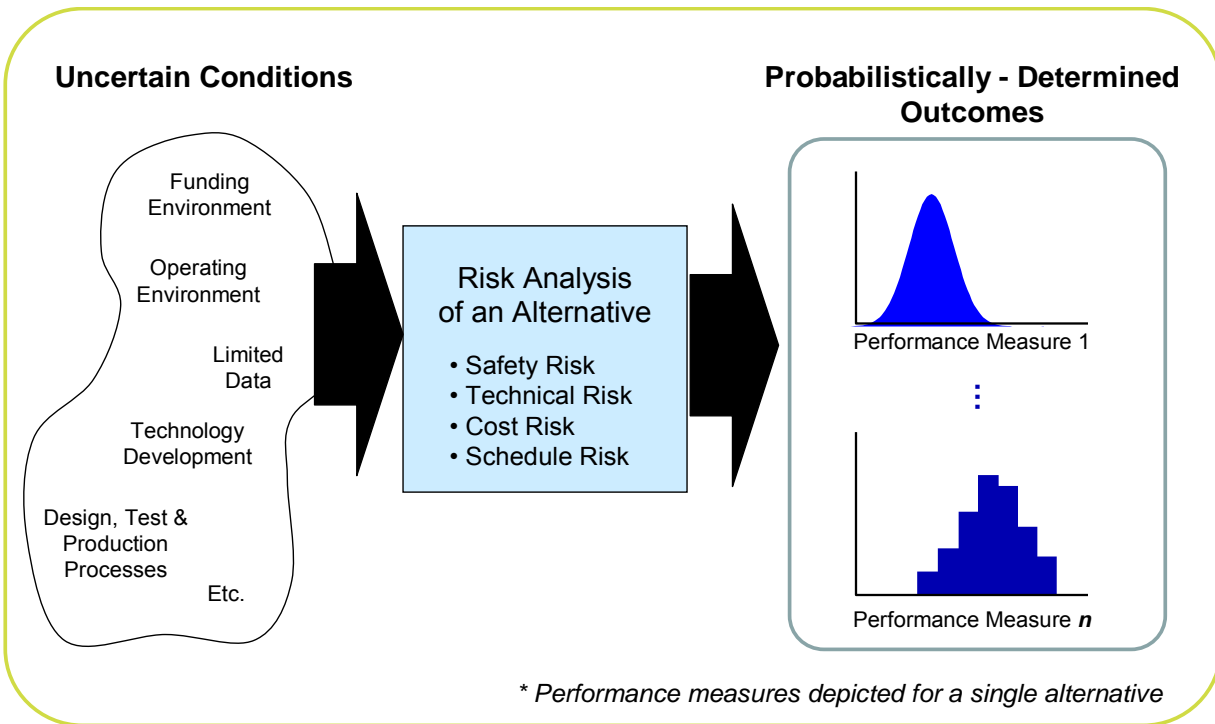 Uncertain Conditions
Funding
Environment
Operating
Environment
Limited
Data
Technology
Development
Design, Test &
Production
Processes
Etc.
Risk Analysis
of an Alternative
• Safety Risk
• Technical Risk
• Cost Risk
• Schedule Risk
Probabilistically - Determined
Outcomes
Performance Measure 1
...
Performance Measure n
* Performance measures depicted for a single alternative